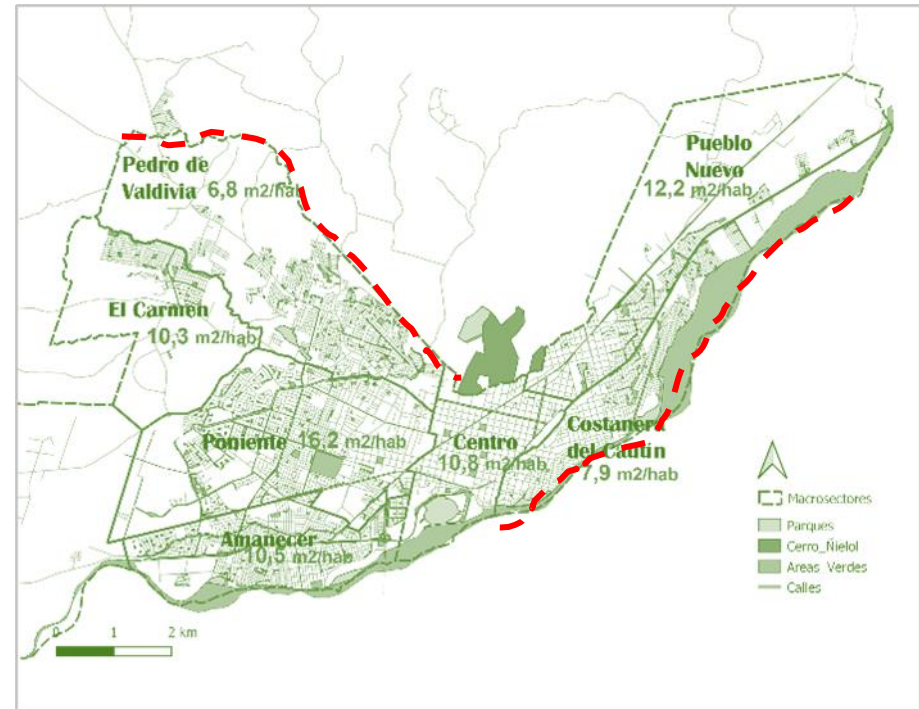 Pueblo
Nuevo
12,2 m2/hab
Pedro de
Valdivia 6,8 m2/hab
El Carmen
10,3 m2/hab
Poniente 16,2 m2/hab
Centro
10,8 m2/hab
Costanera
del Cautín
7,9 m2/hab
Amanecer
10,5 m2/hab
Macrosectores
Parques
Cerro_Ñielol
Areas_Verdes
Calles
0 1 2 km